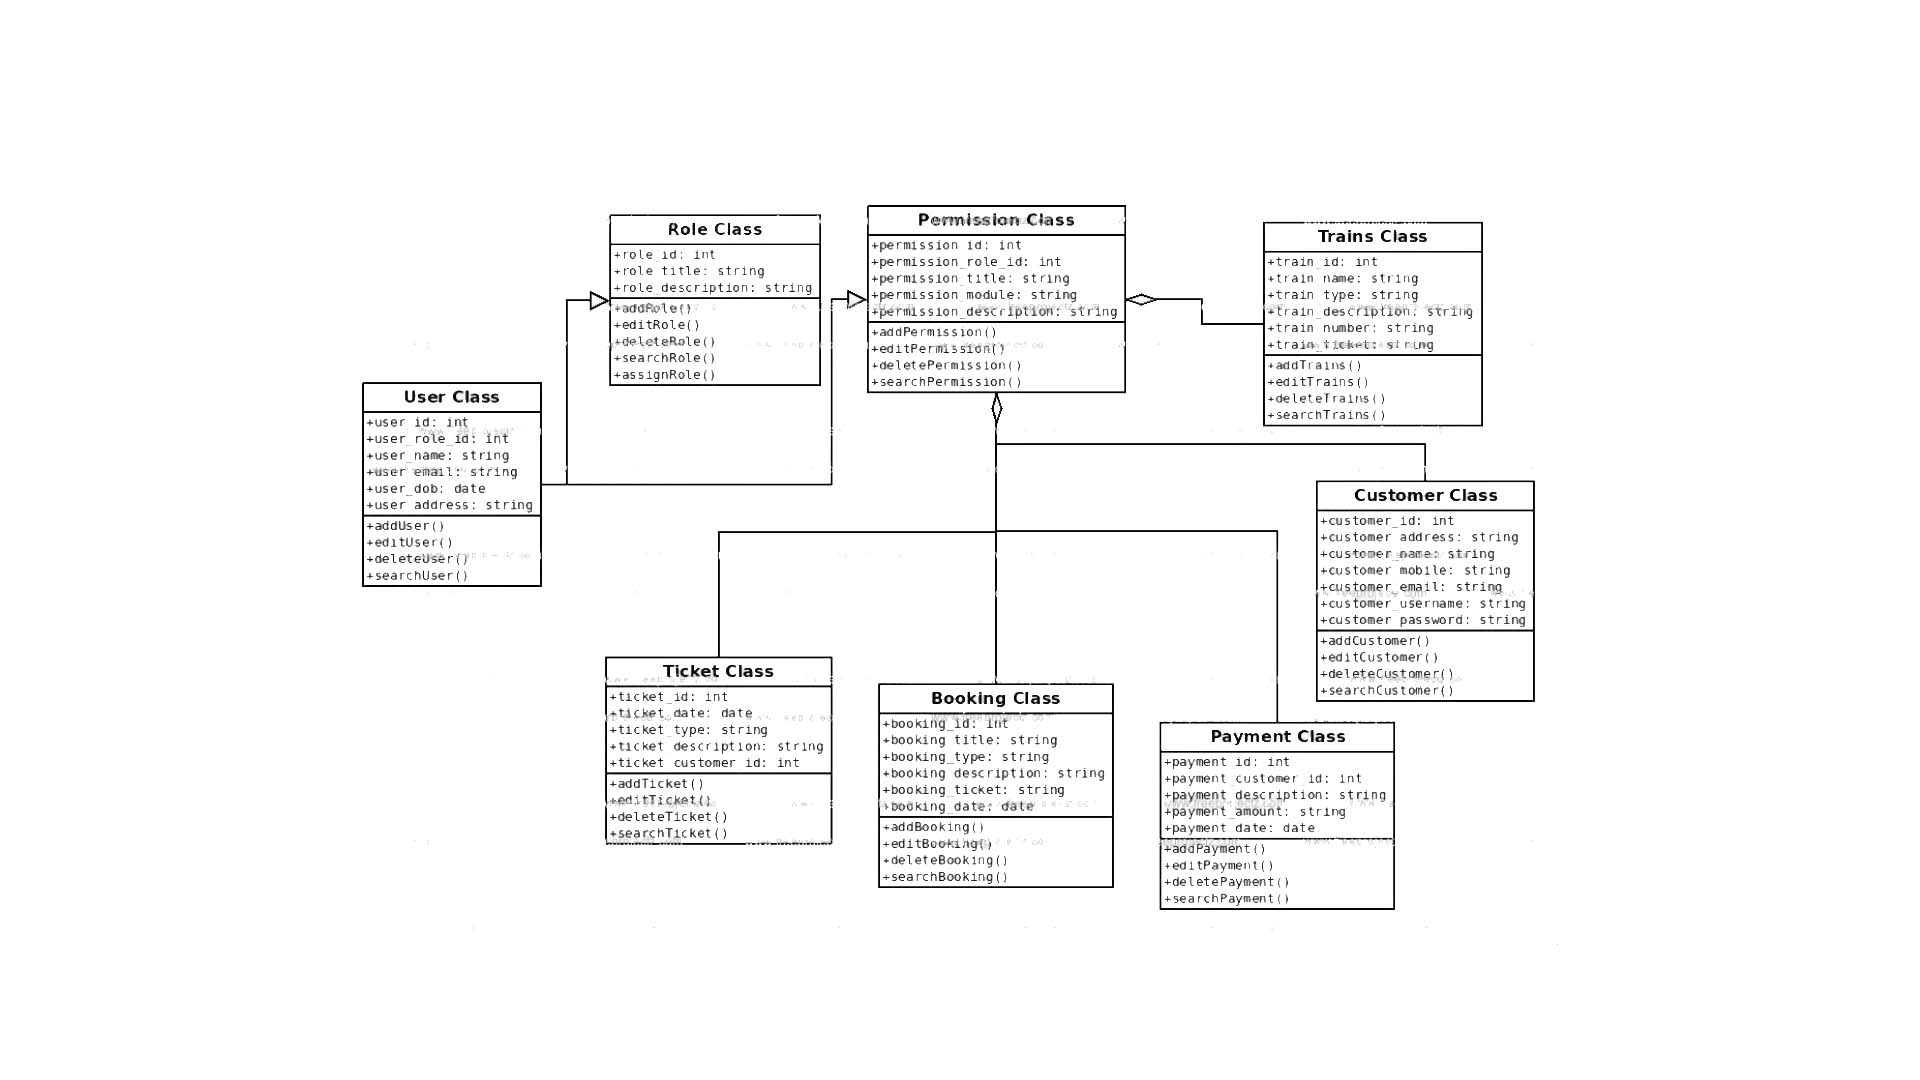 Role Class
+role_id: int
+role_title: string
+role_description: string
+addRole()
+editRole()
+deleteRole()
+searchRole()
+assignRole()
Permission Class
+permission_id: int
+permission_role_id: int
+permission_title: string
+permission_module: string
+permission_description: string
+addPermission()
+editPermission()
+deletePermission()
+searchPermission()
Trains Class
+train_id: int
+train_name: string
+train_type: string
+train_description: string
+train_number: string
+train_ticket: string
+addTrains()
+editTrains()
+deleteTrains()
+searchTrains()
User Class
+user_id: int
+user_role_id: int
+user_name: string
+user_email: string
+user_dob: date
+user_address: string
+addUser()
+editUser()
+deleteUser()
+searchUser()
Customer Class
+customer_id: int
+customer_address: string
+customer_name: string
+customer_mobile: string
+customer_email: string
+customer_username: string
+customer_password: string
+addCustomer()
+editCustomer()
+deleteCustomer()
+searchCustomer()
Ticket Class
+ticket_id: int
+ticket_date: date
+ticket_type: string
+ticket_description: string
+ticket_customer_id: int
+addTicket()
+editTicket()
+deleteTicket()
+searchTicket()
Booking Class
+booking_id: int
+booking_title: string
+booking_type: string
+booking_description: string
+booking_ticket: string
+booking_date: date
+addBooking()
+editBooking()
+deleteBooking()
+searchBooking()
Payment Class
+payment_id: int
+payment_customer_id: int
+payment_description: string
+payment_amount: string
+payment_date: date
+addPayment()
+editPayment()
+deletePayment()
+searchPayment()